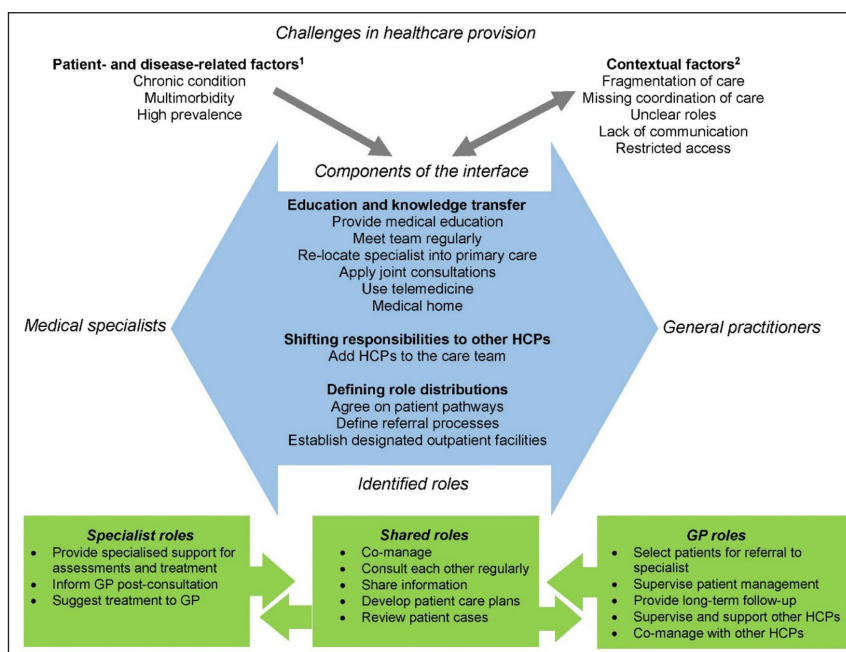 Challenges in healthcare provision
Patient- and disease-related factors¹
Chronic condition
Multimorbidity
High prevalence
Contextual factors²
Fragmentation of care
Missing coordination of care
Unclear roles
Lack of communication
Restricted access
Components of the interface
Education and knowledge transfer
Provide medical education
Meet team regularly
Re-locate specialist into primary care
Apply joint consultations
Use telemedicine
Medical home
Medical specialists
General practitioners
Shifting responsibilities to other HCPs
Add HCPs to the care team
Defining role distributions
Agree on patient pathways
Define referral processes
Establish designated outpatient facilities
Identified roles
Specialist roles
• Provide specialised support for
assessments and treatment
• Inform GP post-consultation
• Suggest treatment to GP
Shared roles
• Co-manage
• Consult each other regularly
• Share information
• Develop patient care plans
• Review patient cases
GP roles
• Select patients for referral to
specialist
• Supervise patient management
• Provide long-term follow-up
• Supervise and support other HCPs
• Co-manage with other HCPs